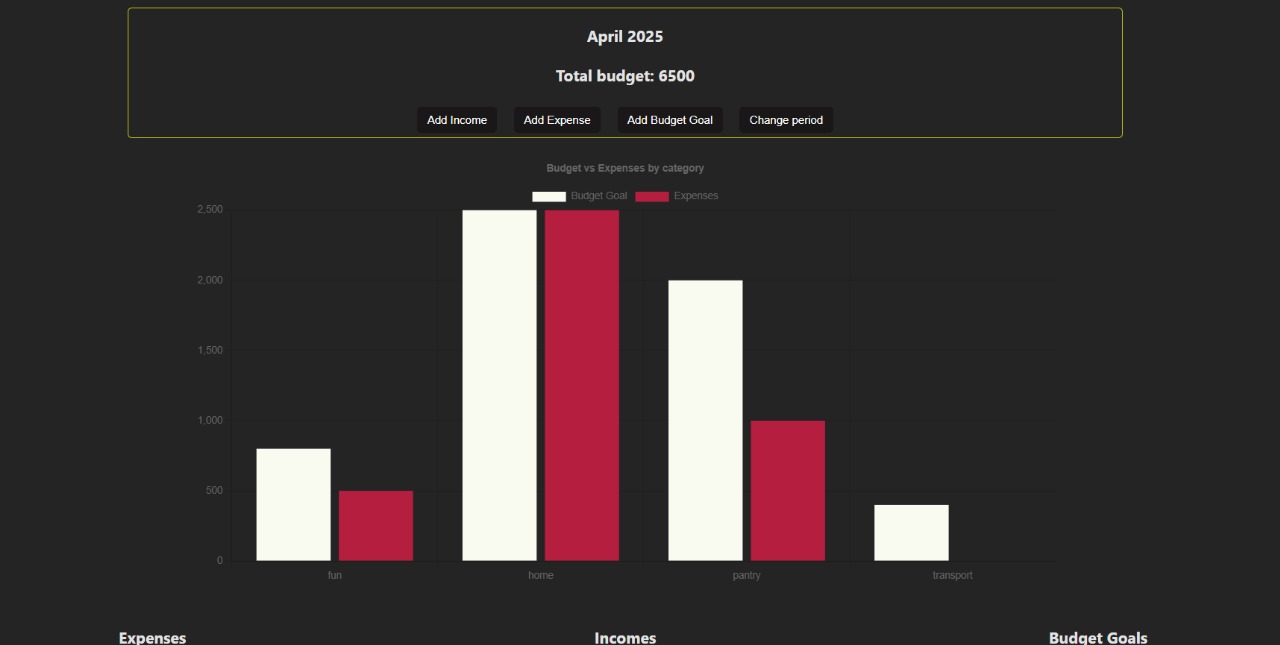 April 2025
Total budget: 6500
Add Income Add Expense Add Budget Goal Change period
Budget vs Expenses by category
Budget Goal Expenses
2,500
2,000
1,500
1,000
500
0
fun home pantry transport
Expenses Incomes Budget Goals